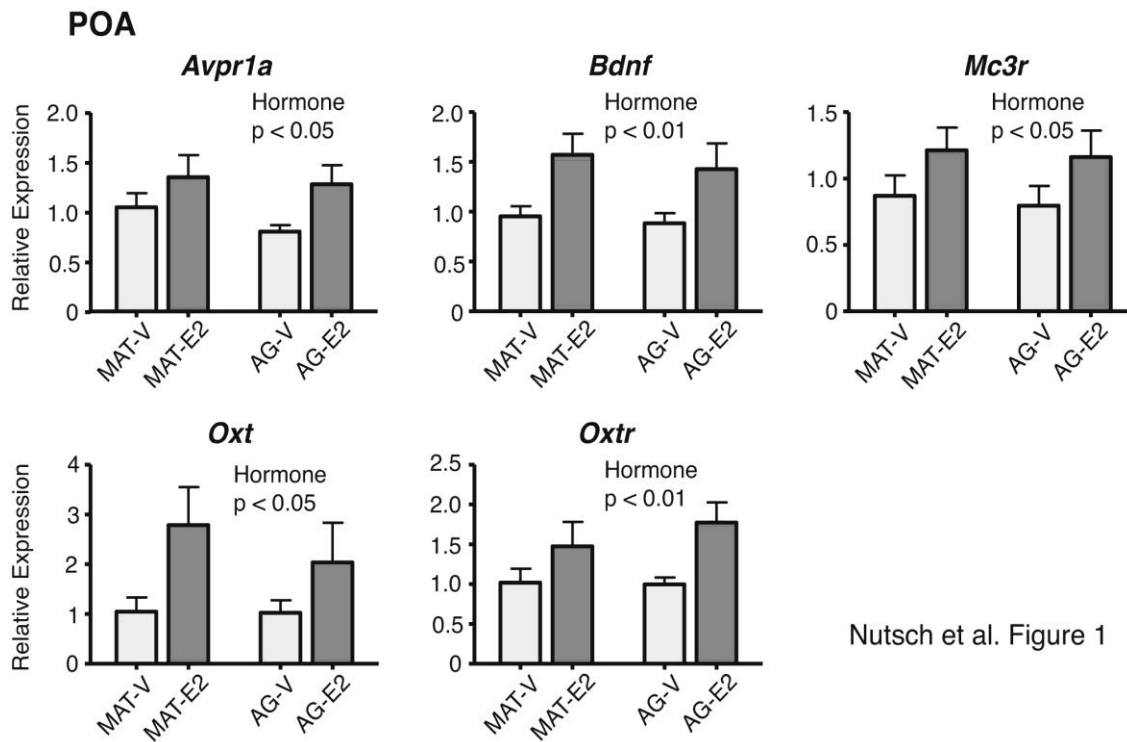 POA
Avpr1a
Relative Expression
2.0
1.5
1.0
0.5
0
Hormone
p < 0.05
MAT-V
MAT-E2
AG-V
AG-E2
Bdnf
2.0
1.5
1.0
0.5
0
Hormone
p < 0.01
MAT-V
MAT-E2
AG-V
AG-E2
Mc3r
1.5
1.0
0.5
0
Hormone
p < 0.05
MAT-V
MAT-E2
AG-V
AG-E2
Oxt
Relative Expression
4
3
2
1
0
Hormone
p < 0.05
MAT-V
MAT-E2
AG-V
AG-E2
Oxtr
2.5
2.0
1.5
1.0
0.5
0
Hormone
p < 0.01
MAT-V
MAT-E2
AG-V
AG-E2
Nutsch et al. Figure 1